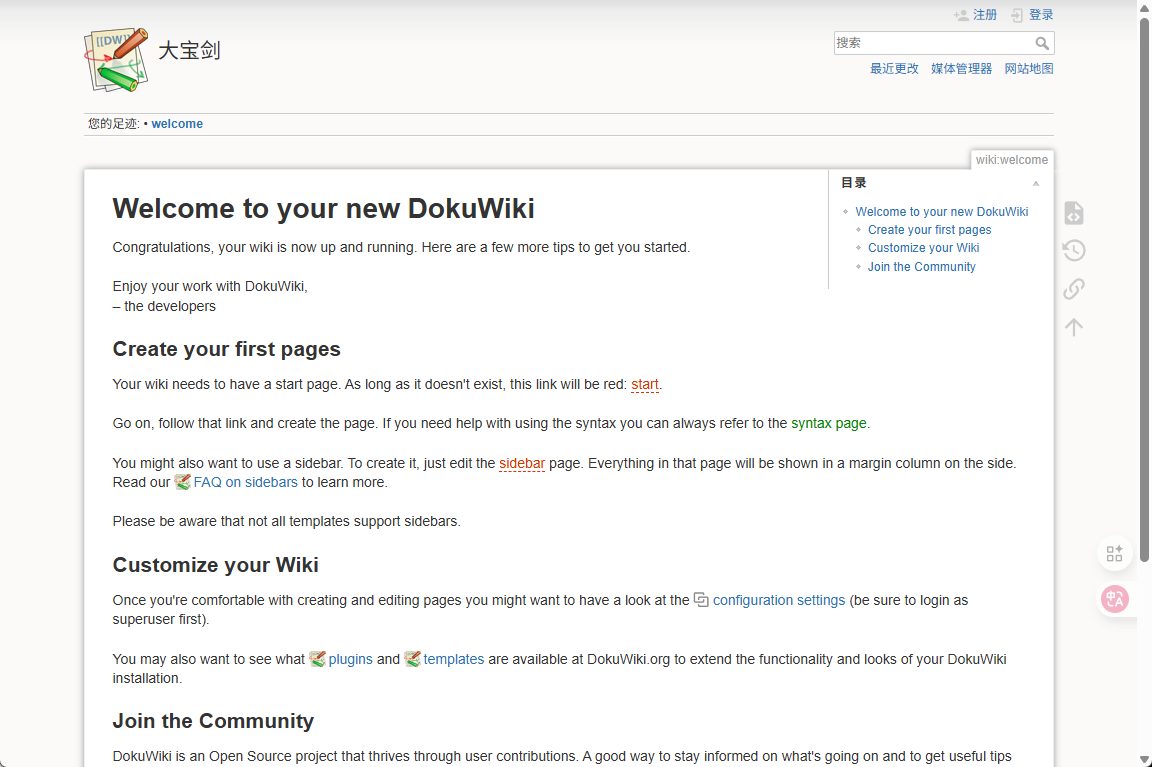 注册 登录
[[DW]]
大宝剑
搜索
最近更改 媒体管理器 网站地图
您的足迹: • welcome
wiki:welcome
目录
Welcome to your new DokuWiki
Create your first pages
Customize your Wiki
Join the Community
Welcome to your new DokuWiki
Congratulations, your wiki is now up and running. Here are a few more tips to get you started.
Enjoy your work with DokuWiki,
– the developers
Create your first pages
Your wiki needs to have a start page. As long as it doesn't exist, this link will be red: start.
Go on, follow that link and create the page. If you need help with using the syntax you can always refer to the syntax page.
You might also want to use a sidebar. To create it, just edit the sidebar page. Everything in that page will be shown in a margin column on the side.
Read our FAQ on sidebars to learn more.
Please be aware that not all templates support sidebars.
Customize your Wiki
Once you're comfortable with creating and editing pages you might want to have a look at the configuration settings (be sure to login as
superuser first).
You may also want to see what plugins and templates are available at DokuWiki.org to extend the functionality and looks of your DokuWiki
installation.
Join the Community
DokuWiki is an Open Source project that thrives through user contributions. A good way to stay informed on what's going on and to get useful tips
中A